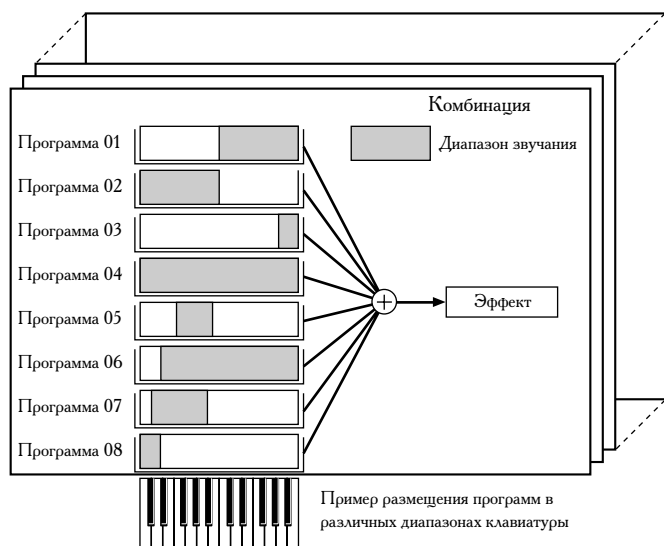 Комбинация
Программа 01
Диапазон звучания
Программа 02
Программа 03
Программа 04
Эффект
Программа 05
Программа 06
Программа 07
Программа 08
Пример размещения программ в
различных диапазонах клавиатуры